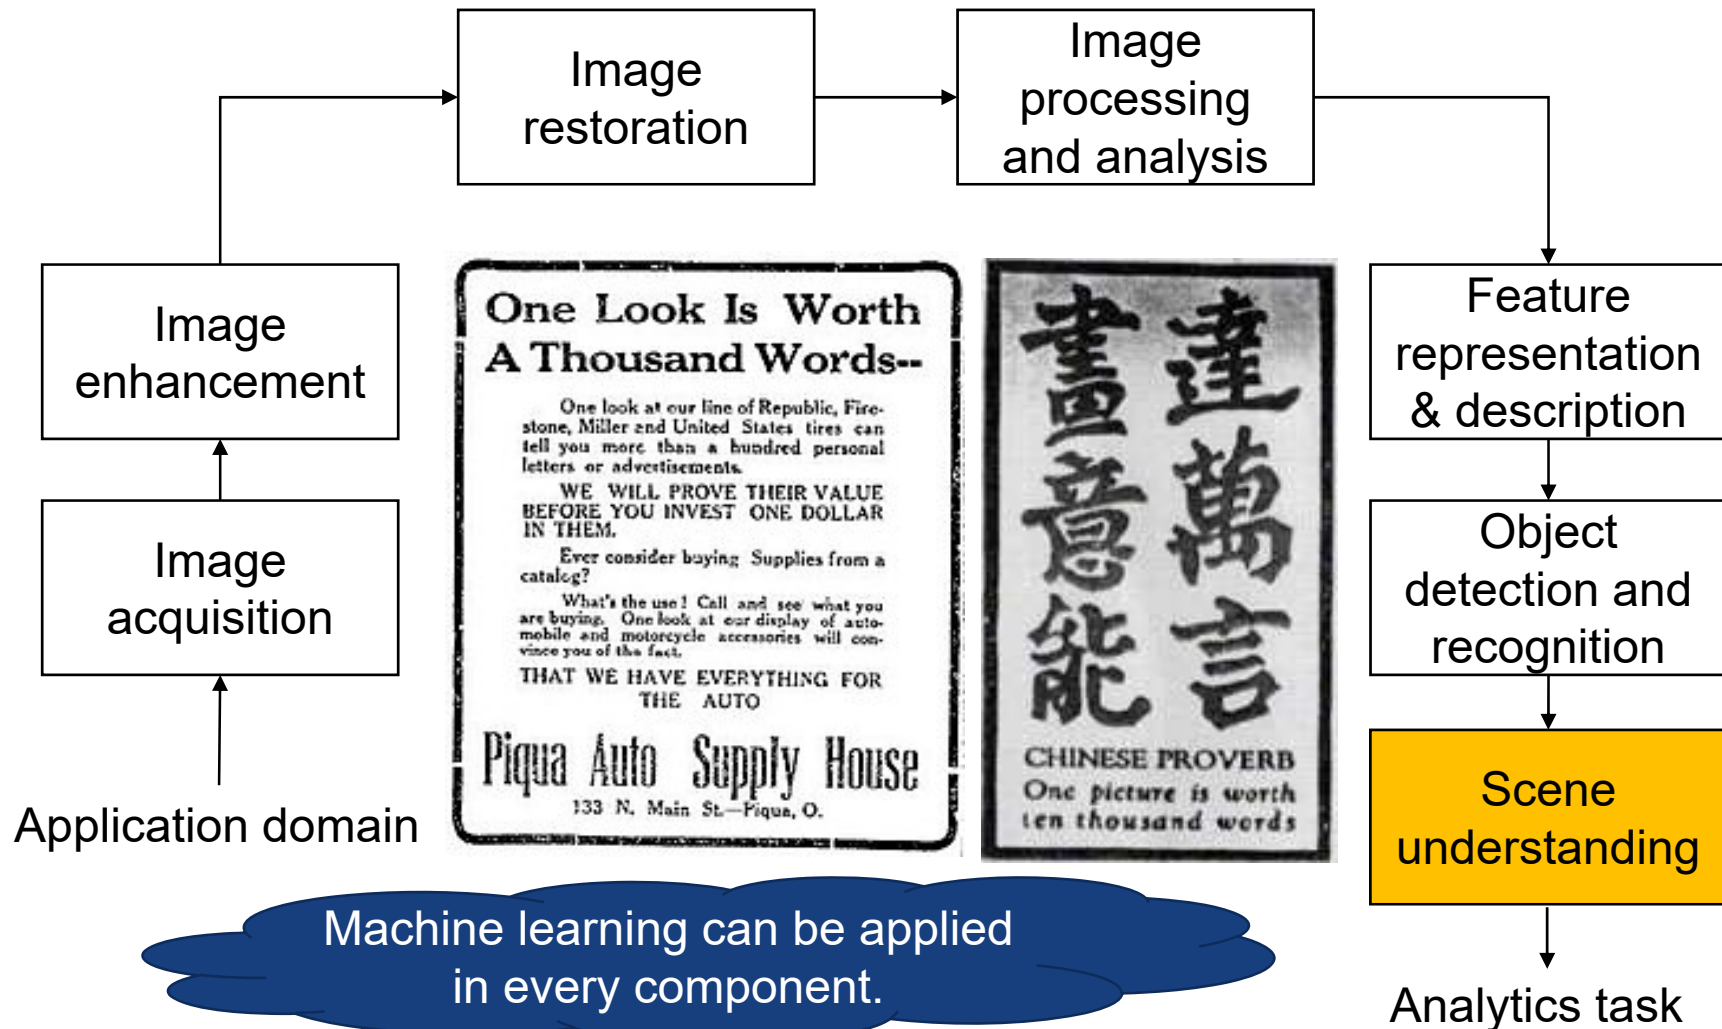 Image
restoration
Image
processing
and analysis
Image
enhancement
Image
acquisition
Application domain
One Look Is Worth
A Thousand Words--
One look at our line of Republic, Fire-
stone, Miller and United States tires can
tell you more than a hundred personal
letters or advertisements.
WE WILL PROVE THEIR VALUE
BEFORE YOU INVEST ONE DOLLAR
IN THEM.
Ever consider buying Supplies from a
catalog?
What's the use! Call and see what you
are buying. One look at our display of auto-
mobile and motorcycle accessories will con-
vince you of the fact.
THAT WE HAVE EVERYTHING FOR
THE AUTO
Piqua Auto Supply House
133 N. Main St.—Piqua, O.
畫意能
達萬言
CHINESE PROVERB
One picture is worth
ten thousand words
Feature
representation
& description
Object
detection and
recognition
Scene
understanding
Analytics task
Machine learning can be applied
in every component.